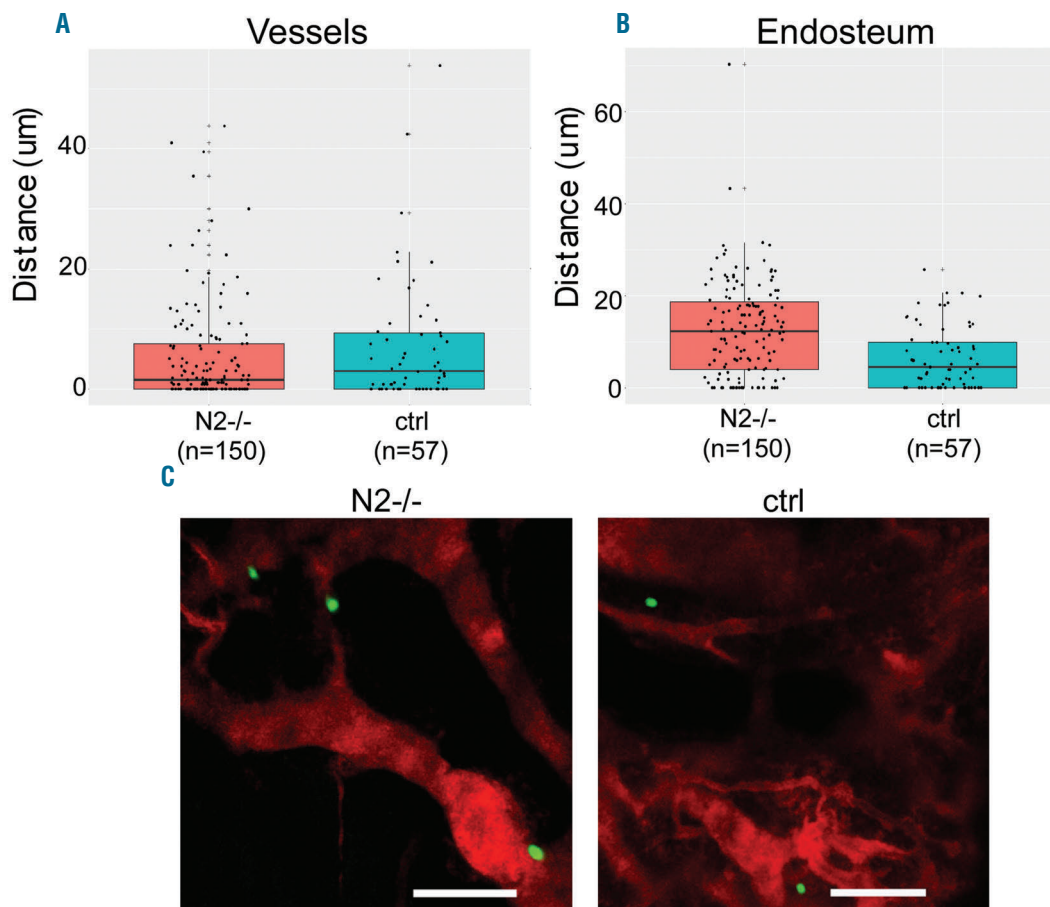 A
Vessels
Distance (um)
40
20
0
N2-/-
(n=150)
ctrl
(n=57)
B
Endosteum
Distance (um)
60
40
20
0
N2-/-
(n=150)
ctrl
(n=57)
C
N2-/-
ctrl